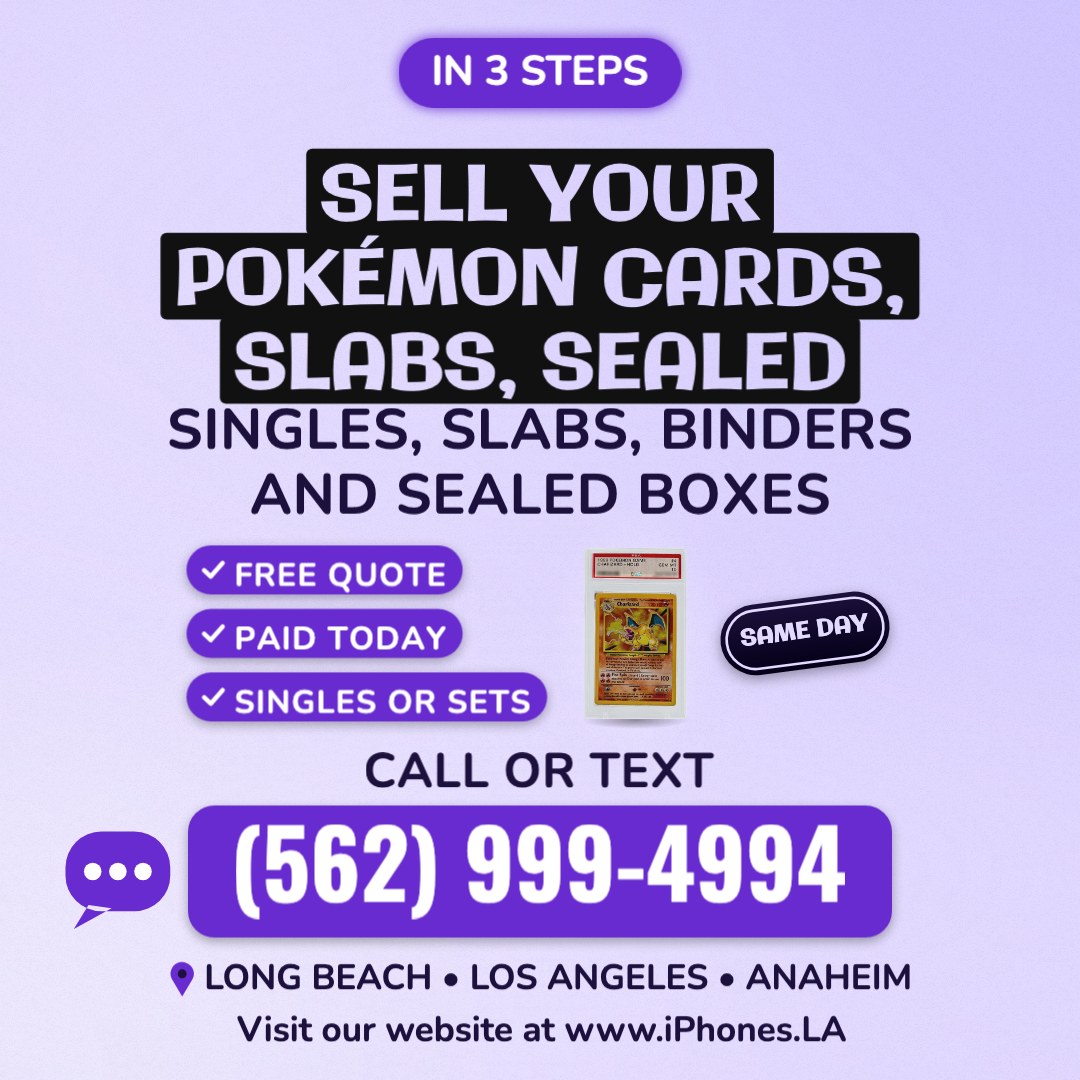 IN 3 STEPS
SELL YOUR
POKÉMON CARDS,
SLABS, SEALED
SINGLES, SLABS, BINDERS
AND SEALED BOXES
FREE QUOTE
PAID TODAY
SINGLES OR SETS
Charizard
100
SAME DAY
CALL OR TEXT
(562) 999-4994
LONG BEACH • LOS ANGELES • ANAHEIM
Visit our website at www.iPhones.LA